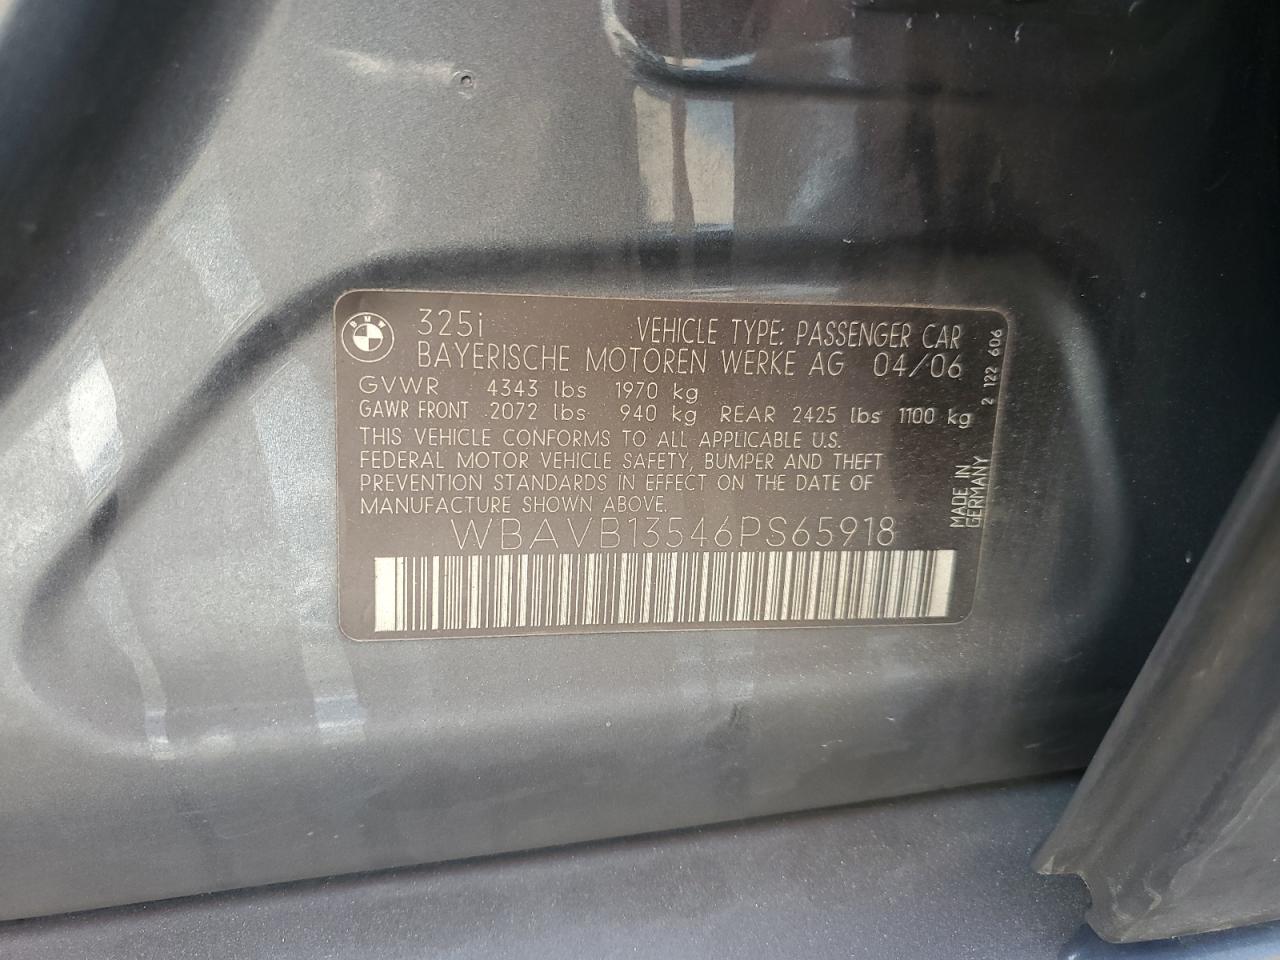 BMW
325i VEHICLE TYPE: PASSENGER CAR
BAYERISCHE MOTOREN WERKE AG 04/06
GVWR 4343 lbs 1970 kg
GAWR FRONT 2072 lbs 940 kg REAR 2425 lbs 1100 kg
THIS VEHICLE CONFORMS TO ALL APPLICABLE U.S.
FEDERAL MOTOR VEHICLE SAFETY, BUMPER AND THEFT
PREVENTION STANDARDS IN EFFECT ON THE DATE OF
MANUFACTURE SHOWN ABOVE.
WBAVB13546PS65918
2 122 606
MADE IN
GERMANY